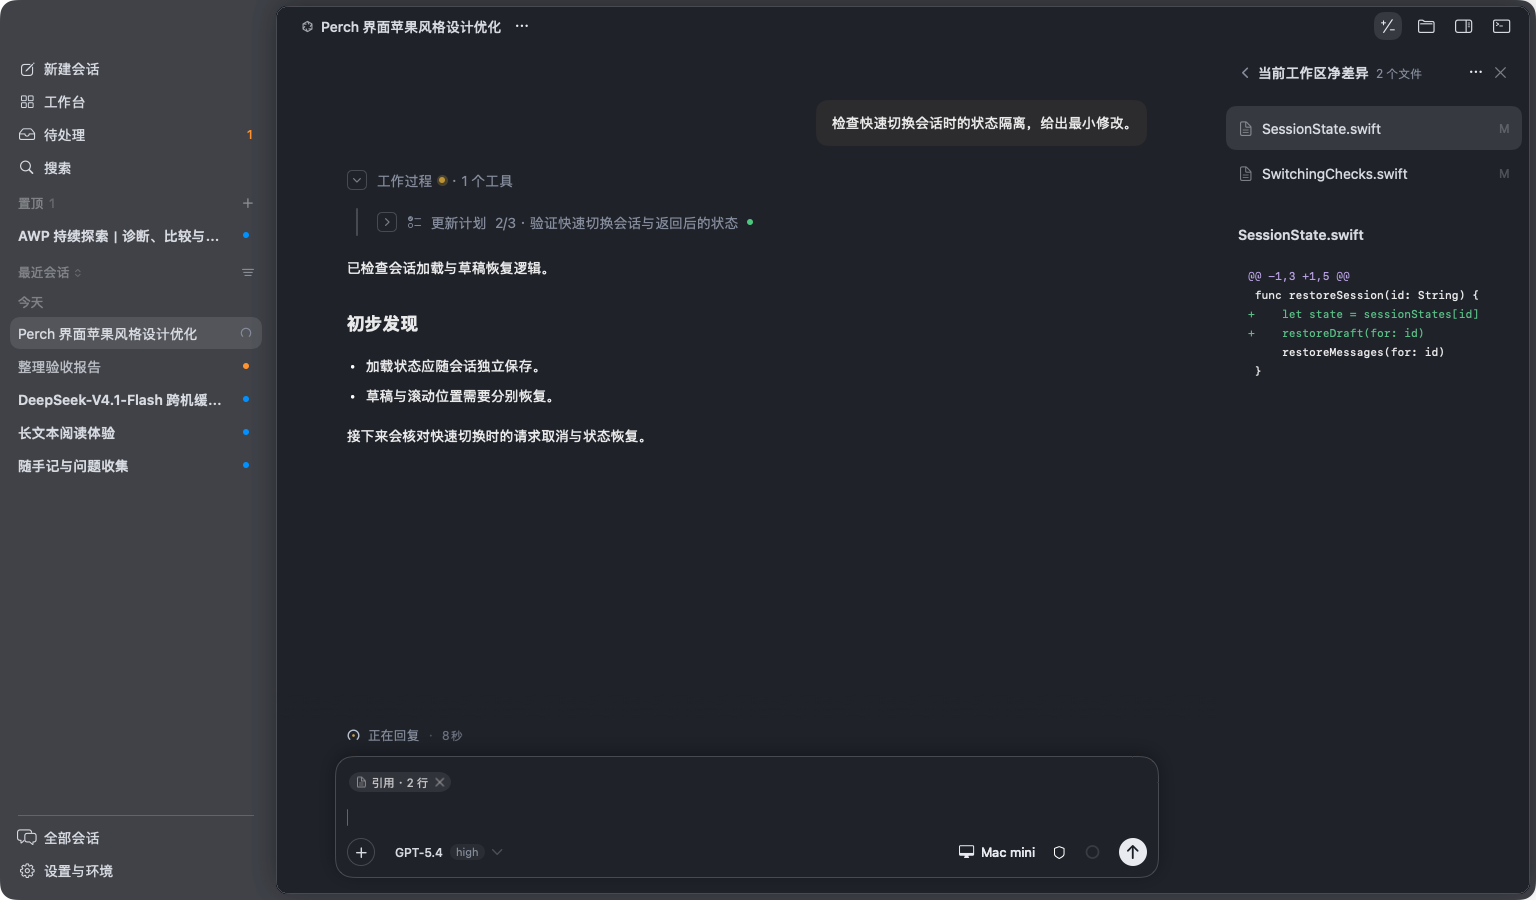 新建会话
工作台
待处理 1
搜索
置顶 1
AWP 持续探索 | 诊断、比较与...
最近会话
今天
Perch 界面苹果风格设计优化
整理验收报告
DeepSeek-V4.1-Flash 跨机缓...
长文本阅读体验
随手记与问题收集
全部会话
设置与环境
Perch 界面苹果风格设计优化 ···
检查快速切换会话时的状态隔离，给出最小修改。
工作过程 · 1 个工具
更新计划 2/3 · 验证快速切换会话与返回后的状态
已检查会话加载与草稿恢复逻辑。
初步发现
• 加载状态应随会话独立保存。
• 草稿与滚动位置需要分别恢复。
接下来会核对快速切换时的请求取消与状态恢复。
正在回复 · 8秒
引用 · 2 行
GPT-5.4 high
Mac mini
当前工作区净差异 2 个文件
SessionState.swift M
SwitchingChecks.swift M
SessionState.swift
@@ -1,3 +1,5 @@
func restoreSession(id: String) {
+ let state = sessionStates[id]
+ restoreDraft(for: id)
restoreMessages(for: id)
}